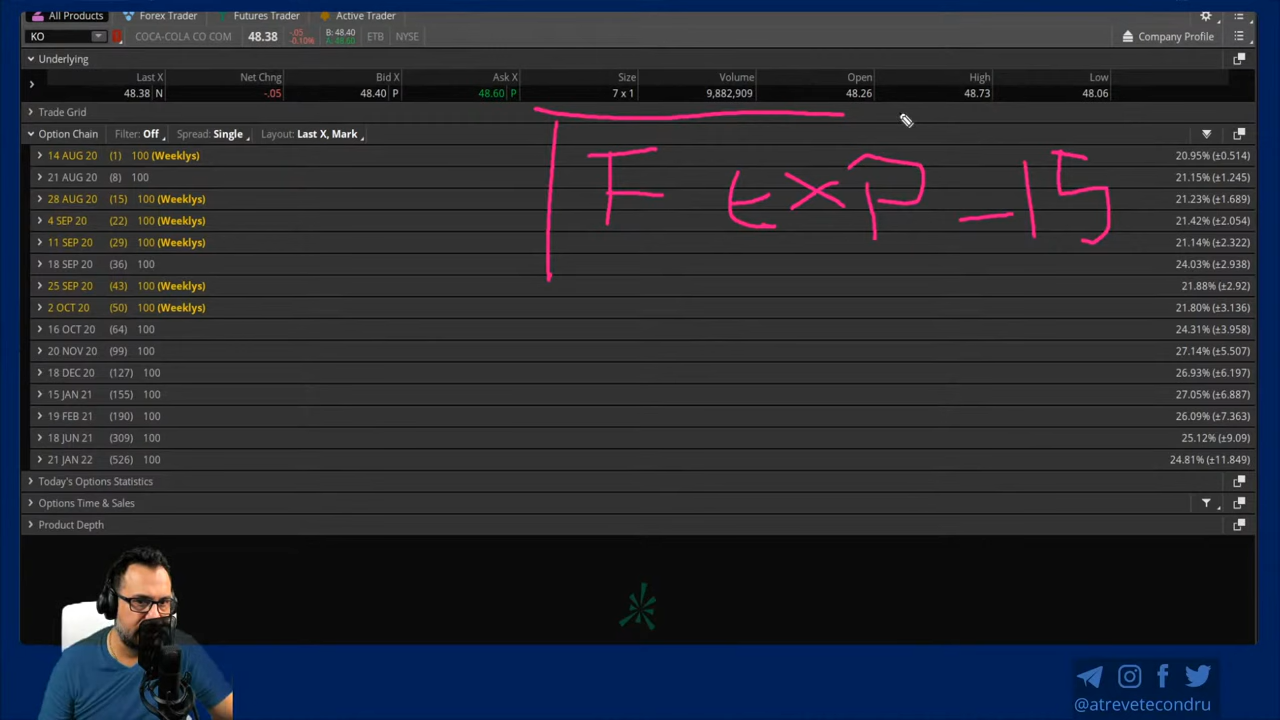 All Products Forex Trader Futures Trader Active Trader
KO COCA-COLA CO COM 48.38 -.05 -0.10% B: 48.40 A: 48.60 ETB NYSE Company Profile
Underlying
Last X Net Chng Bid X Ask X Size Volume Open High Low
48.38 N -.05 48.40 P 48.60 P 7 x 1 9,882,909 48.26 48.73 48.06
Trade Grid
Option Chain Filter: Off Spread: Single Layout: Last X, Mark
14 AUG 20 (1) 100 (Weeklys) 20.95% (±0.514)
21 AUG 20 (8) 100 21.15% (±1.245)
F exp - 15
28 AUG 20 (15) 100 (Weeklys) 21.23% (±1.689)
4 SEP 20 (22) 100 (Weeklys) 21.42% (±2.054)
11 SEP 20 (29) 100 (Weeklys) 21.14% (±2.322)
18 SEP 20 (36) 100 24.03% (±2.938)
25 SEP 20 (43) 100 (Weeklys) 21.88% (±2.92)
2 OCT 20 (50) 100 (Weeklys) 21.80% (±3.136)
16 OCT 20 (64) 100 24.31% (±3.958)
20 NOV 20 (99) 100 27.14% (±5.507)
18 DEC 20 (127) 100 26.93% (±6.197)
15 JAN 21 (155) 100 27.05% (±6.887)
19 FEB 21 (190) 100 26.09% (±7.363)
18 JUN 21 (309) 100 25.12% (±9.09)
21 JAN 22 (526) 100 24.81% (±11.849)
Today's Options Statistics
Options Time & Sales
Product Depth
@atrevetecondru